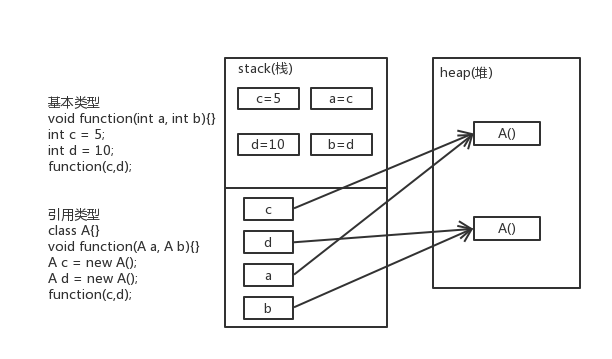 基本类型
void function(int a, int b){}
int c = 5;
int d = 10;
function(c,d);
引用类型
class A{}
void function(A a, A b){}
A c = new A();
A d = new A();
function(c,d);
stack(栈)
c=5
a=c
d=10
b=d
c
d
a
b
heap(堆)
A()
A()